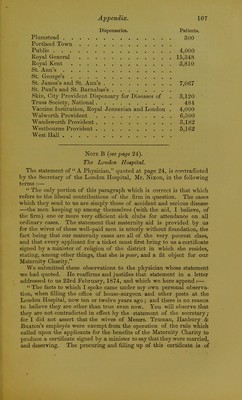 Appendix. 107
Dispensaries. Patients.
Plumstead . . . . . . . . . . 300
Portland Town . . . . . . . . . .
Public . . . . . . . . . . 4,000
Royal General . . . . . . . . . . 15,348
Royal Kent . . . . . . . . . . 3,810
St. Ann's . . . . . . . . . .
St. George's . . . . . . . . . .
St. James's and St. Ann's . . . . . . . . . . 7,067
St. Paul's and St. Barnabas's . . . . . . . . . .
Skin, City Provident Dispensary for Diseases of . . 3,120
Truss Society, National . . . . . . . . . . 484
Vaccine Institution, Royal Jennerian and London . 4,000
Walworth Provident . . . . . . . . . . 6,500
Wandsworth Provident . . . . . . . . . . 3,182
Westbourne Provident . . . . . . . . . . 5,162
West Hall . . . . . . . . . .
Note B (see page 24).
The London Hospital.
The statement of "A Physician," quoted at page 24, is contradicted
by the Secretary of the London Hospital, Mr. Nixon, in the following
terms :—
"The only portion of this paragraph which is correct is that which
refers to the liberal contributions of the firm in question. The cases
which they send to us are simply those of accident and serious disease
—the men keeping up among themselves (with the aid, I believe, of
the firm) one or more very efficient sick clubs for attendance on all
ordinary cases. The statement that maternity aid is provided by us
for the wives of these well-paid men is utterly without foundation, the
fact being that our maternity cases are all of the very poorest class,
and that every applicant for a ticket must first bring to us a certificate
signed by a minister of religion of the district in which she resides,
stating, among other things, that she is poor, and a fit object for our
Maternity Charity."
We submitted these observations to the physician whose statement
we had quoted. He reaffirms and justifies that statement in a letter
addressed to us 22nd February, 1874, and which we here append :—
"The facts to which I spoke came under my own personal observa-
tion, when filling the office of house-surgeon and other posts at the
London Hospital, now ten or twelve years ago; and there is no reason
to believe they are other than true even now. You will observe that
they are not contradicted in effect by the statement of the secretary;
for I did not assert that the wives of Messrs. Truman, Hanbury &
Buxton's employés were exempt from the operation of the rule which
called upon the applicants for the benefits of the Maternity Charity to
produce a certificate signed by a minister to say that they were married,
and deserving. The procuring and filling up of this certificate is of